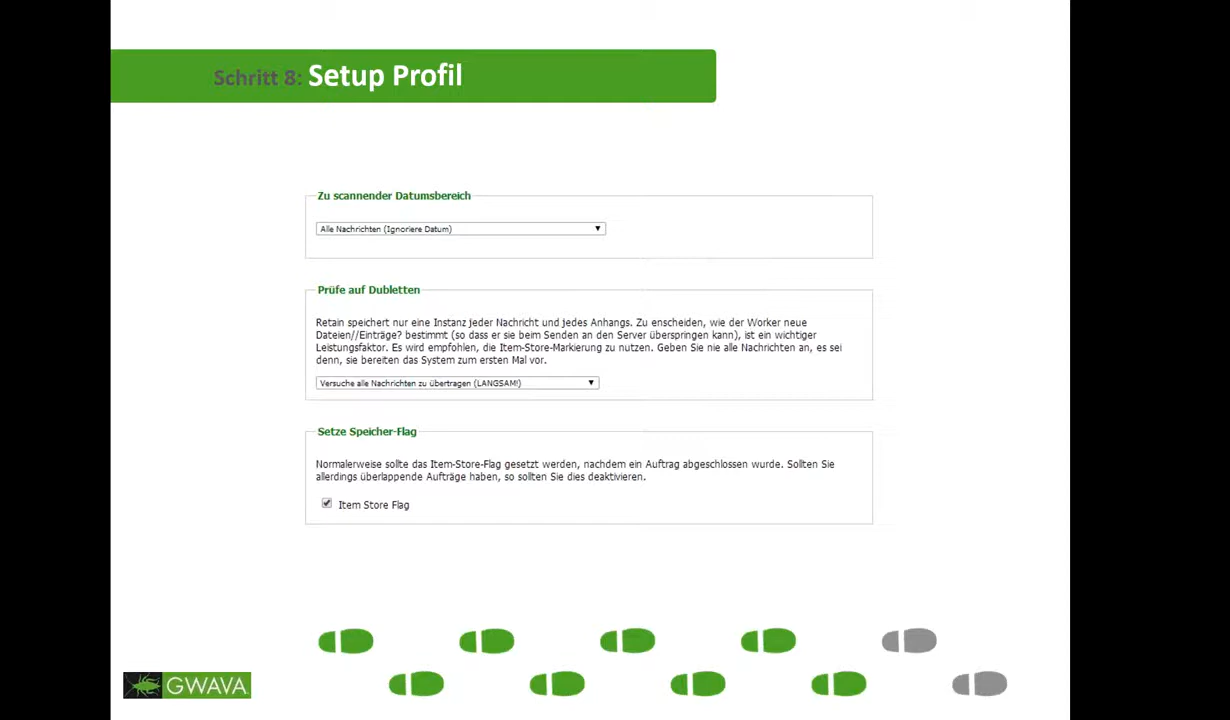 Schritt 8: Setup Profil
Zu scannender Datumsbereich
Alle Nachrichten (Ignoriere Datum)
Prüfe auf Dubletten
Retain speichert nur eine Instanz jeder Nachricht und jedes Anhangs. Zu enscheiden, wie der Worker neue
Dateien//Einträge? bestimmt (so dass er sie beim Senden an den Server überspringen kann), ist ein wichtiger
Leistungsfaktor. Es wird empfohlen, die Item-Store-Markierung zu nutzen. Geben Sie nie alle Nachrichten an, es sei
denn, sie bereiten das System zum ersten Mal vor.
Versuche alle Nachrichten zu übertragen (LANGSAM!)
Setze Speicher-Flag
Normalerweise sollte das Item-Store-Flag gesetzt werden, nachdem ein Auftrag abgeschlossen wurde. Sollten Sie
allerdings überlappende Aufträge haben, so sollten Sie dies deaktivieren.
Item Store Flag
GWAVA